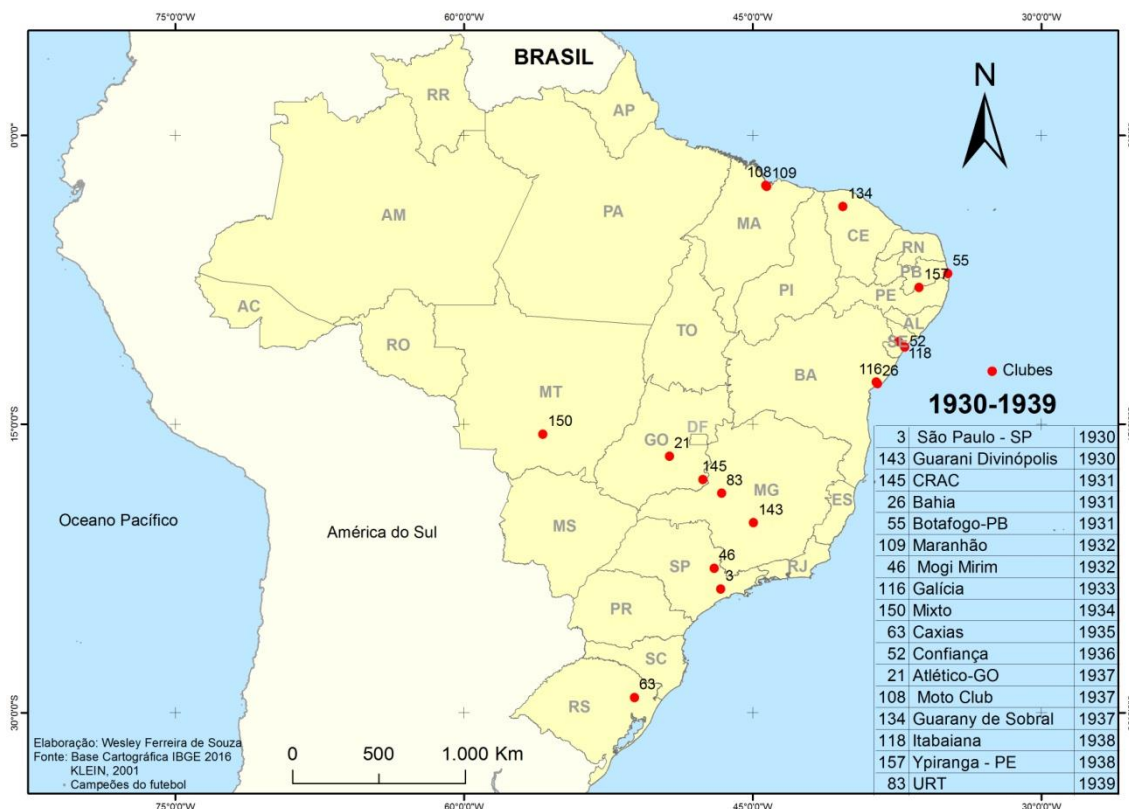 75°0'0"W 60°0'0"W 45°0'0"W 30°0'0"W
BRASIL
N
RR
AP
0°0'0"
108 109
134
AM
PA
MA
CE
RN
55
PB
157
PI
PE
AC
AL
TO
SE
52
118
RO
BA
116 26
Clubes
MT
1930-1939
150
15°0'0"S
DF
GO
21
145
83
MG
ES
143
Oceano Pacífico
América do Sul
MS
46
SP
RJ
3
PR
SC
63
RS
30°0'0"S
3 São Paulo - SP 1930
143 Guarani Divinópolis 1930
145 CRAC 1931
26 Bahia 1931
55 Botafogo-PB 1931
109 Maranhão 1932
46 Mogi Mirim 1932
116 Galícia 1933
150 Mixto 1934
63 Caxias 1935
52 Confiança 1936
21 Atlético-GO 1937
108 Moto Club 1937
134 Guarany de Sobral 1937
118 Itabaiana 1938
157 Ypiranga - PE 1938
83 URT 1939
Elaboração: Wesley Ferreira de Souza
Fonte: Base Cartográfica IBGE 2016
KLEIN, 2001
Campeões do futebol
0 500 1.000 Km
75°0'0"W 60°0'0"W 45°0'0"W 30°0'0"W